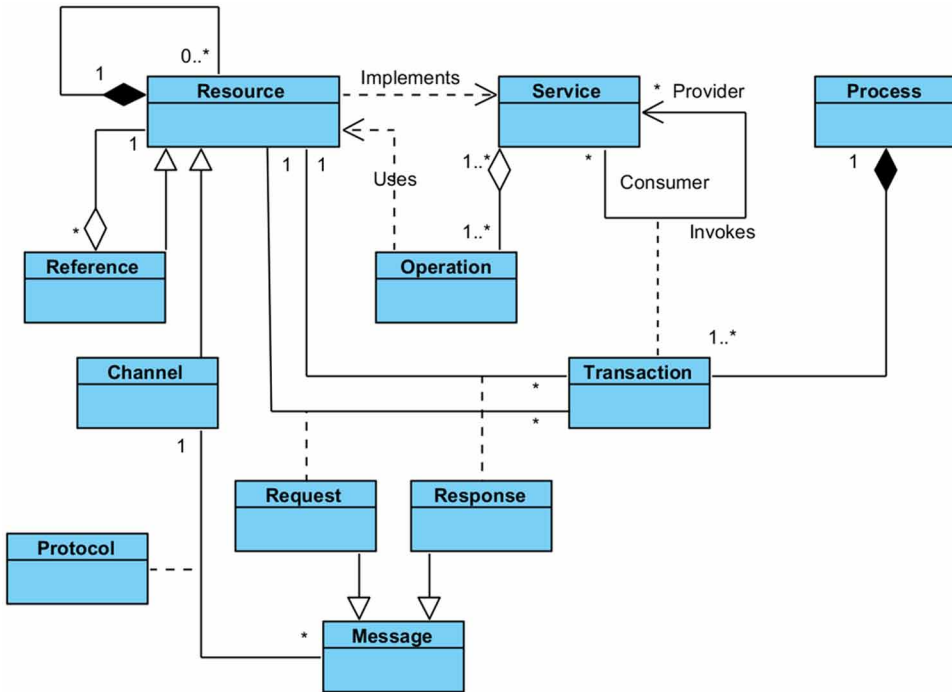 0..*
1
Implements
* Provider
Resource
Service
Process
1
1
1
1..*
*
1
Uses
Consumer
*
1..*
Invokes
Reference
Operation
1..*
Channel
Transaction
*
1
*
Request
Response
Protocol
*
Message